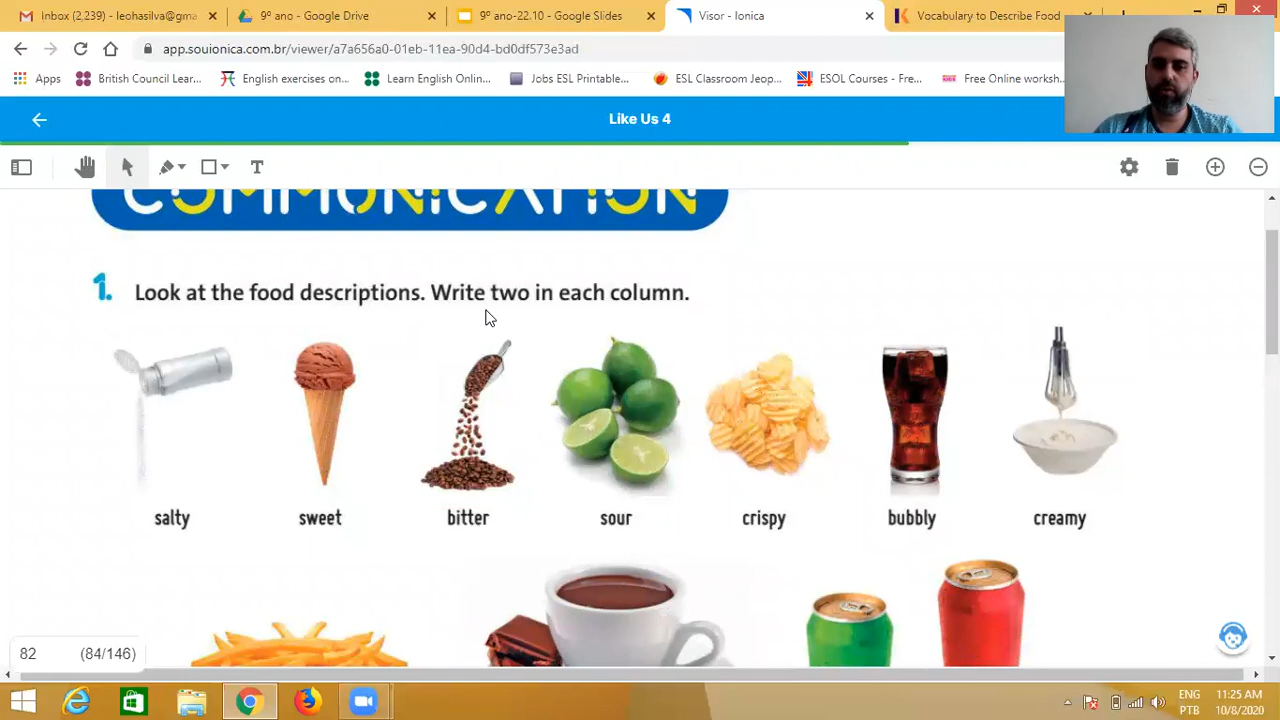 Inbox (2,239) - leohasilva@gma
9º ano - Google Drive
9º ano-22.10 - Google Slides
Visor - Ionica
Vocabulary to Describe Food
app.souionica.com.br/viewer/a7a656a0-01eb-11ea-90d4-bd0df573e3ad
Apps
British Council Lear...
English exercises on...
Learn English Onlin...
Jobs ESL Printable...
ESL Classroom Jeop...
ESOL Courses - Fre...
Free Online worksh...
Like Us 4
T
COMMUNICATION
1. Look at the food descriptions. Write two in each column.
salty
sweet
bitter
sour
crispy
bubbly
creamy
82 (84/146)
ENG
PTB
11:25 AM
10/8/2020